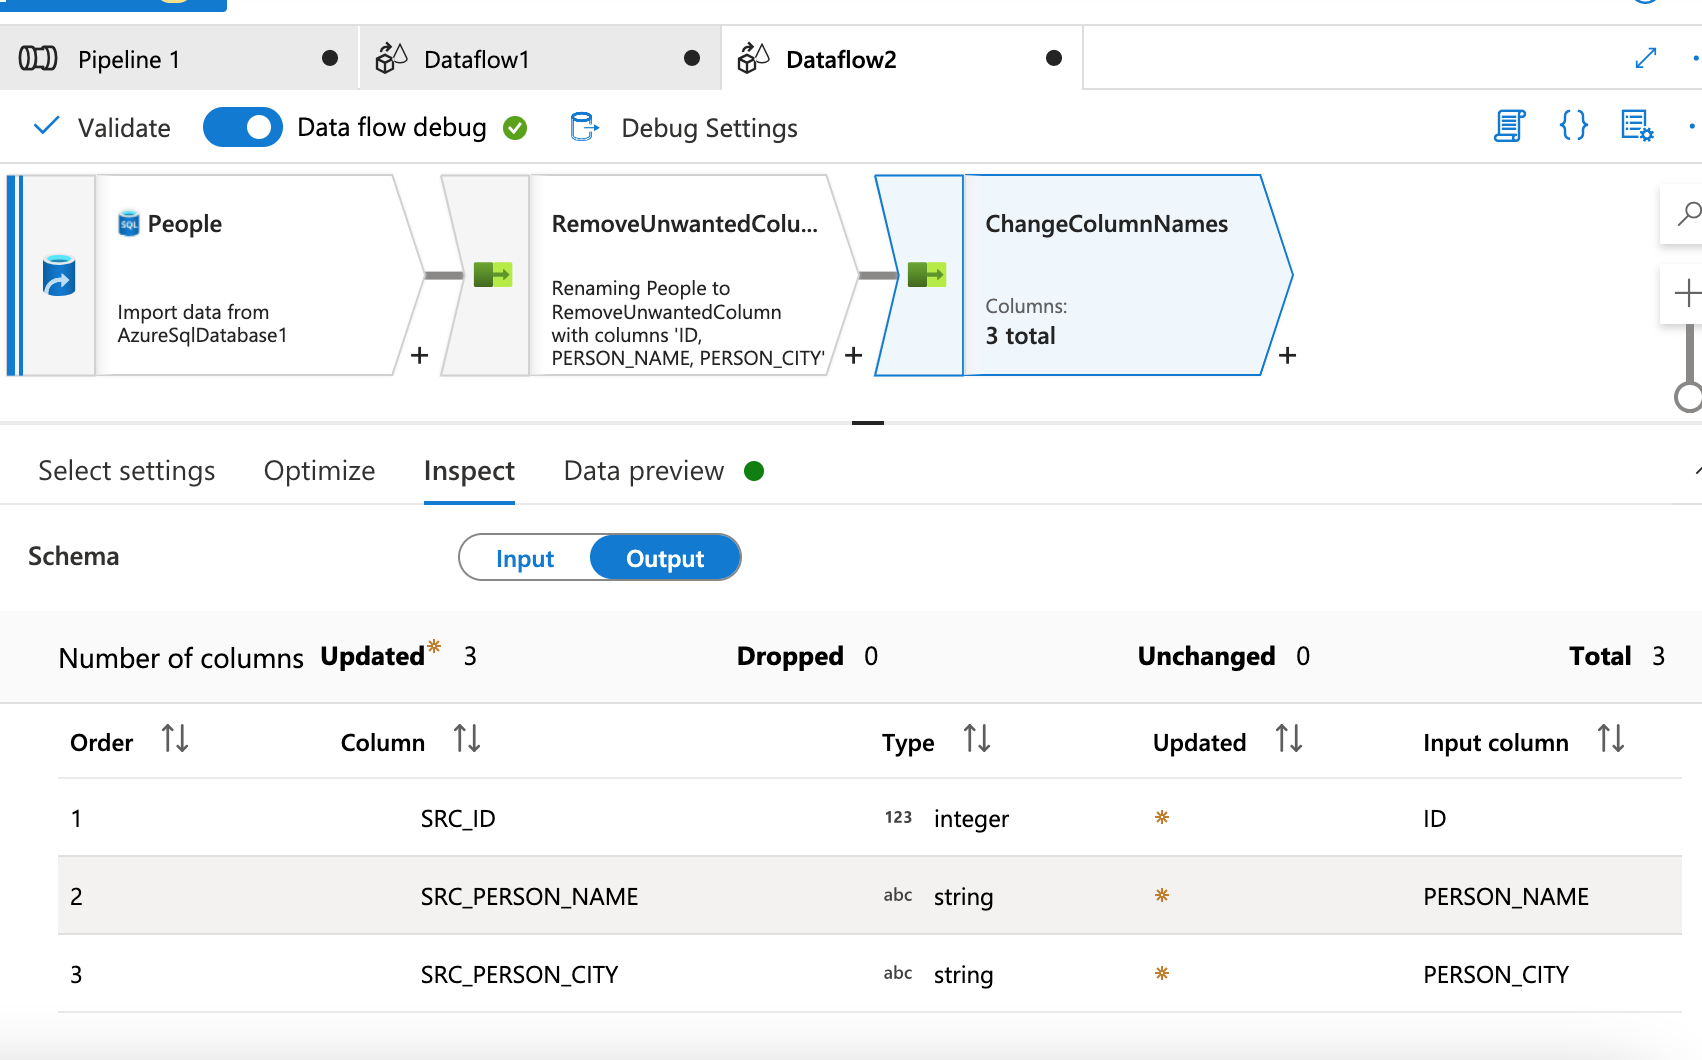 Pipeline 1
Dataflow1
Dataflow2
Validate
Data flow debug
Debug Settings
SQL People
Import data from
AzureSqlDatabase1
+
RemoveUnwantedColu...
Renaming People to
RemoveUnwantedColumn
with columns 'ID,
PERSON_NAME, PERSON_CITY'
+
ChangeColumnNames
Columns:
3 total
+
Select settings Optimize Inspect Data preview
Schema Input Output
Number of columns Updated* 3 Dropped 0 Unchanged 0 Total 3
Order Column Type Updated Input column
1 SRC_ID 123 integer * ID
2 SRC_PERSON_NAME abc string * PERSON_NAME
3 SRC_PERSON_CITY abc string * PERSON_CITY